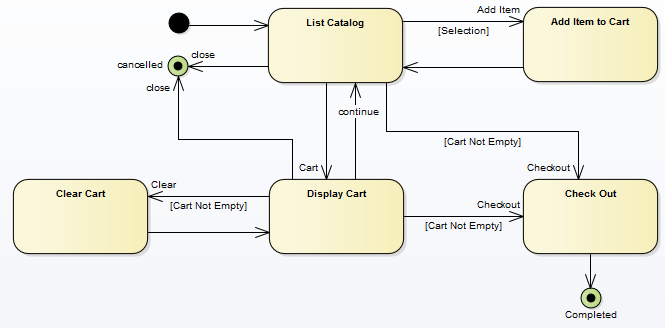 Add Item
List Catalog
Add Item to Cart
[Selection]
close
cancelled
close
continue
[Cart Not Empty]
Cart
Checkout
Clear
Clear Cart
Display Cart
Check Out
[Cart Not Empty]
Checkout
[Cart Not Empty]
Completed